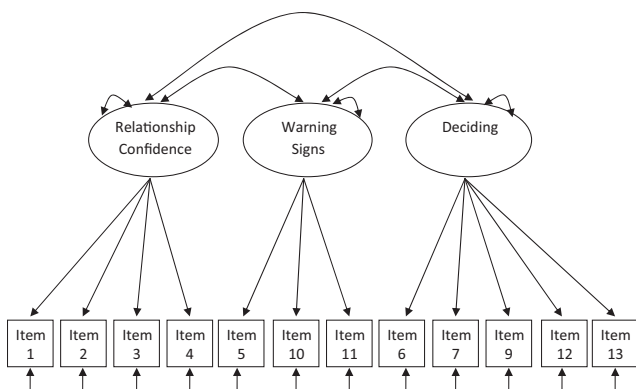 Relationship
Confidence
Warning
Signs
Deciding
Item
1
Item
2
Item
3
Item
4
Item
5
Item
10
Item
11
Item
6
Item
7
Item
9
Item
12
Item
13